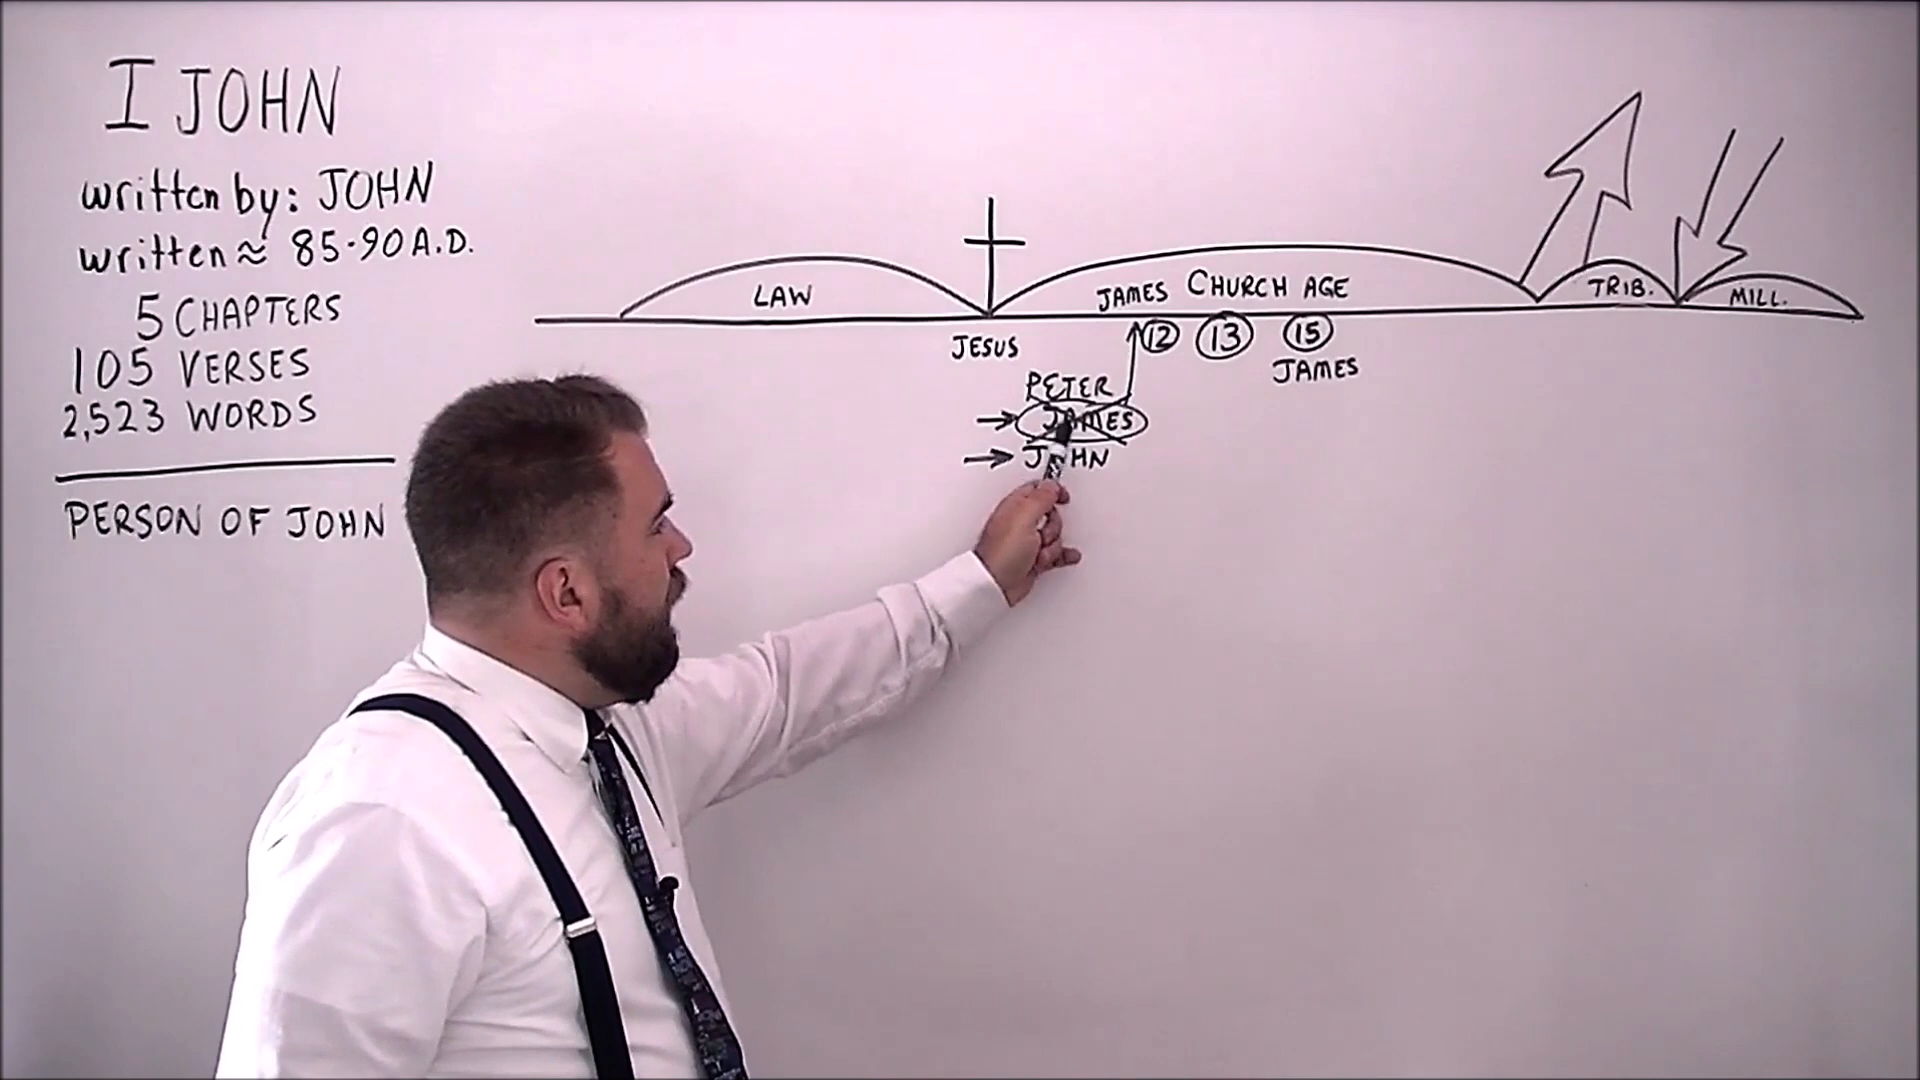 I JOHN
written by: JOHN
written ≈ 85-90 A.D.
5 CHAPTERS
105 VERSES
2,523 WORDS
PERSON OF JOHN
LAW
JESUS
JAMES CHURCH AGE
TRIB.
MILL.
12 13 15
JAMES
PETER
JAMES
JOHN